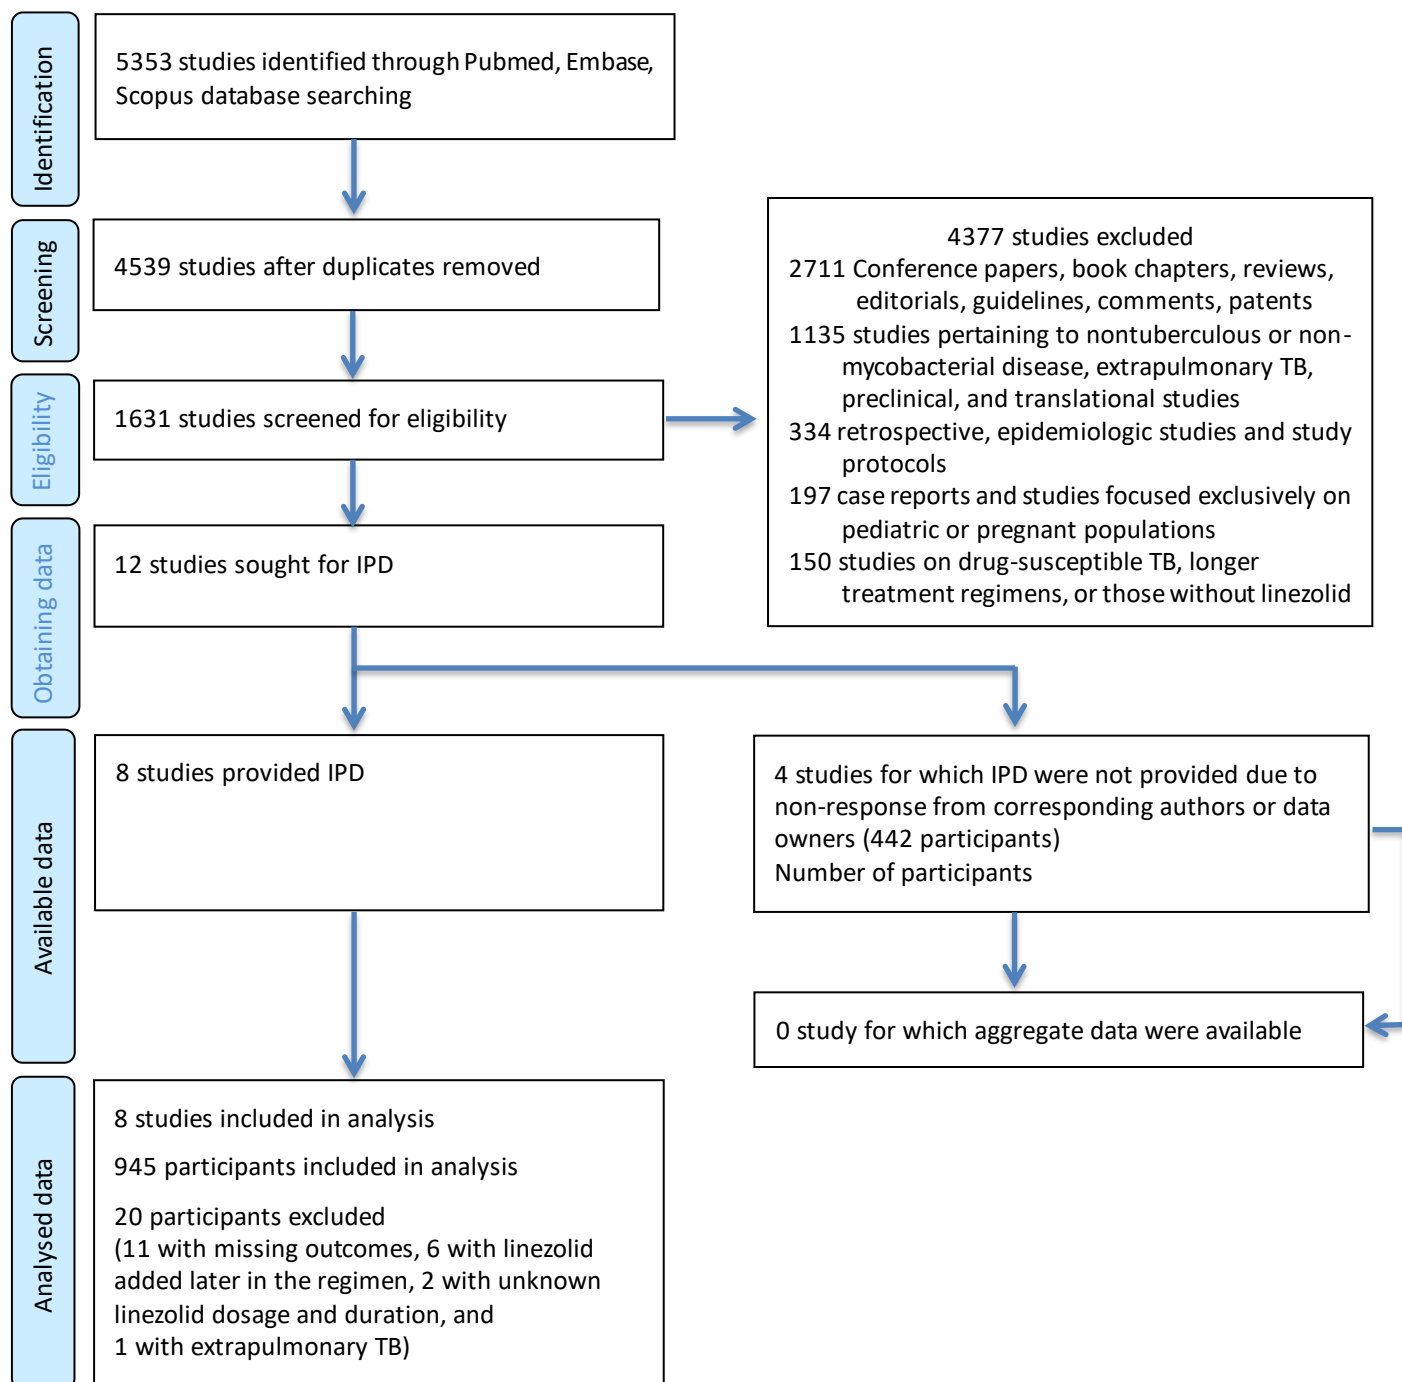 Identification
5353 studies identified through Pubmed, Embase,
Scopus database searching
Screening
4539 studies after duplicates removed
4377 studies excluded
2711 Conference papers, book chapters, reviews,
editorials, guidelines, comments, patents
1135 studies pertaining to nontuberculous or non-
mycobacterial disease, extrapulmonary TB,
preclinical, and translational studies
334 retrospective, epidemiologic studies and study
protocols
197 case reports and studies focused exclusively on
pediatric or pregnant populations
150 studies on drug-susceptible TB, longer
treatment regimens, or those without linezolid
Eligibility
1631 studies screened for eligibility
Obtaining data
12 studies sought for IPD
Available data
8 studies provided IPD
4 studies for which IPD were not provided due to
non-response from corresponding authors or data
owners (442 participants)
Number of participants
0 study for which aggregate data were available
Analysed data
8 studies included in analysis
945 participants included in analysis
20 participants excluded
(11 with missing outcomes, 6 with linezolid
added later in the regimen, 2 with unknown
linezolid dosage and duration, and
1 with extrapulmonary TB)